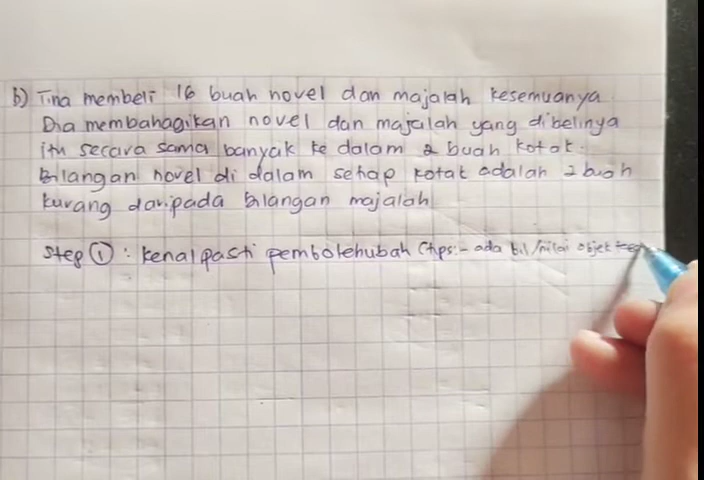 b) Tina membeli 16 buah novel dan majalah kesemuanya.
Dia membahagikan novel dan majalah yang dibelinya
itu secara sama banyak ke dalam 2 buah kotak.
Bilangan novel di dalam setiap kotak adalah 2 buah
kurang daripada bilangan majalah
Step ① : Kenalpasti pembolehubah (tips:- ada bil/nilai objek